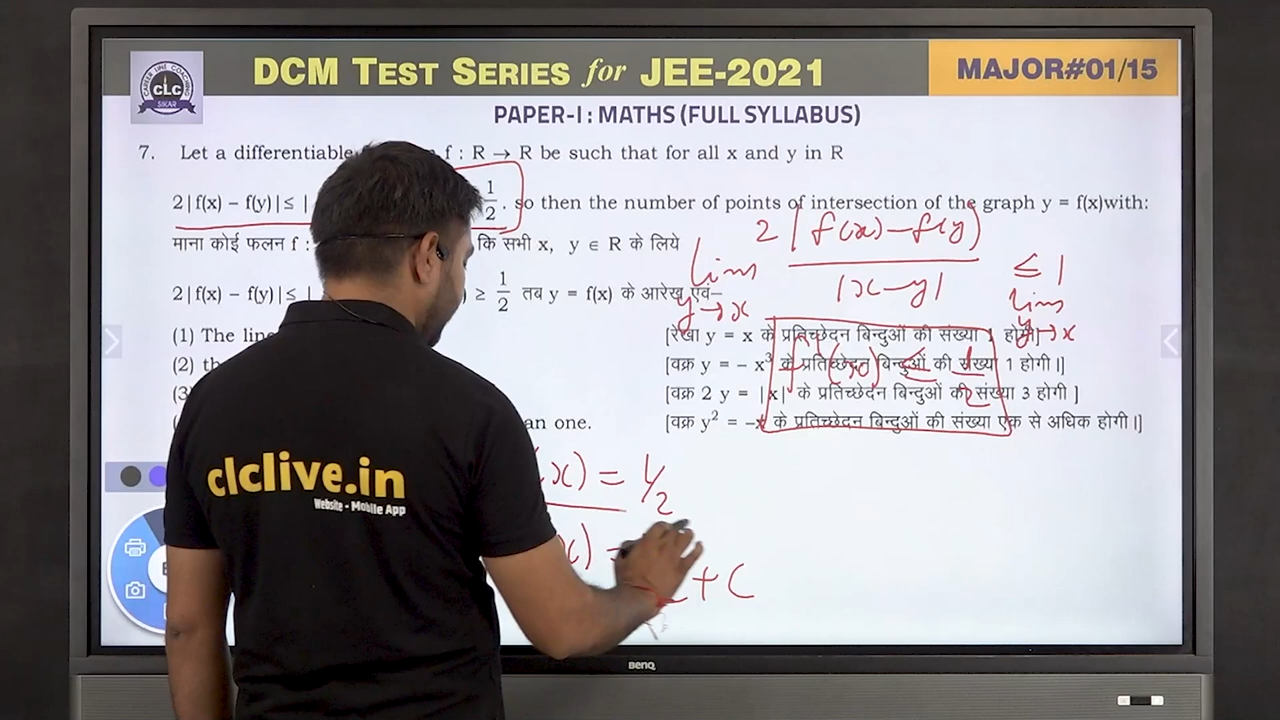 CAREER LINE COACHING
CLC
SIKAR
DCM TEST SERIES for JEE-2021
MAJOR#01/15
PAPER-I : MATHS (FULL SYLLABUS)
7. Let a differentiable f : R → R be such that for all x and y in R
2|f(x) – f(y)|≤ | 1/2 . so then the number of points of intersection of the graph y = f(x)with:
माना कोई फलन f : कि सभी x, y ∈ R के लिये
2|f(x) – f(y)|≤ | ) ≥ 1/2 तब y = f(x) के आरेख एवं–
(1) The line [रेखा y = x के प्रतिच्छेदन बिन्दुओं की संख्या 1 होगी]
(2) [वक्र y = – x³ के प्रतिच्छेदन बिन्दुओं की संख्या 1 होगी।]
(3) [वक्र 2 y = |x| के प्रतिच्छेदन बिन्दुओं की संख्या 3 होगी ]
an one. [वक्र y² = –x के प्रतिच्छेदन बिन्दुओं की संख्या एक से अधिक होगी।]
lim y→x 2|f(x)–f(y)| / |x–y| ≤ 1 lim y→x
(x) ≤ 1/2
(x) = 1/2
x) =
+ C
clclive.in
Website - Mobile App
BenQ